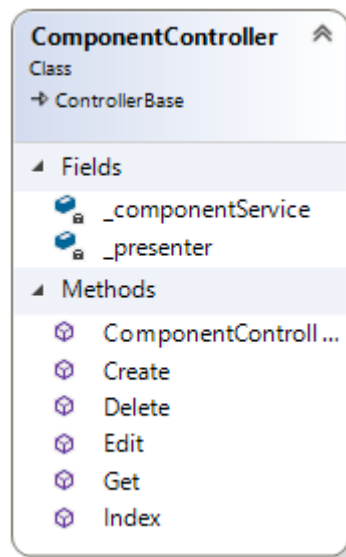 ComponentController
Class
ControllerBase
Fields
_componentService
_presenter
Methods
ComponentControll ...
Create
Delete
Edit
Get
Index